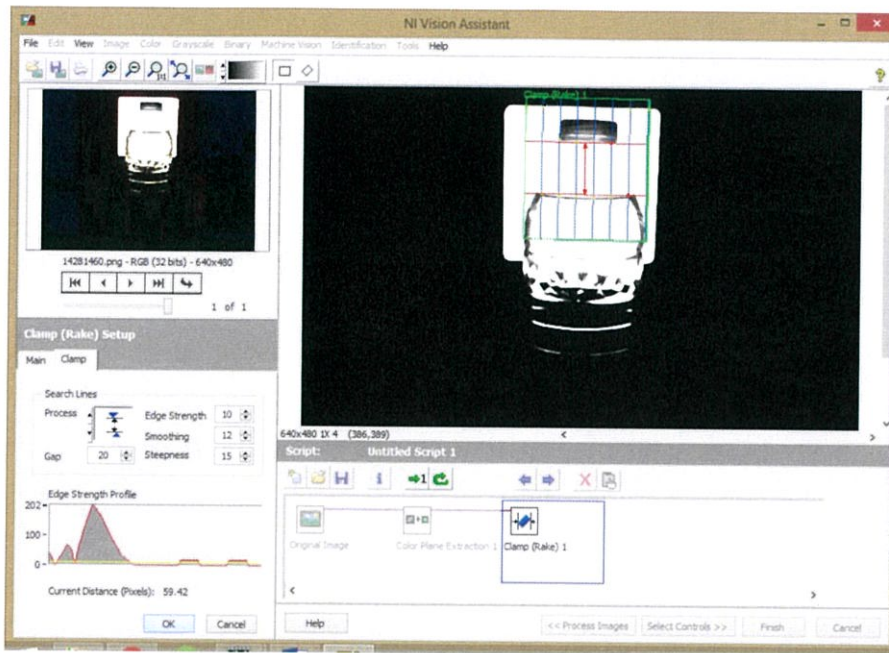 NI Vision Assistant
File Edit View Image Color Grayscale Binary Machine Vision Identification Tools Help
Clamp (Rake) 1
14281460.png - RGB (32 bits) - 640x480
1 of 1
Clamp (Rake) Setup
Main Clamp
Search Lines
Process
Edge Strength 10
Smoothing 12
Gap 20 Steepness 15
Edge Strength Profile
202
100
0
Current Distance (Pixels): 59.42
OK Cancel
640x480 1X 4 (386,389)
Script: Untitled Script 1
Original Image Color Plane Extraction 1 Clamp (Rake) 1
Help << Process Images Select Controls >> Finish Cancel